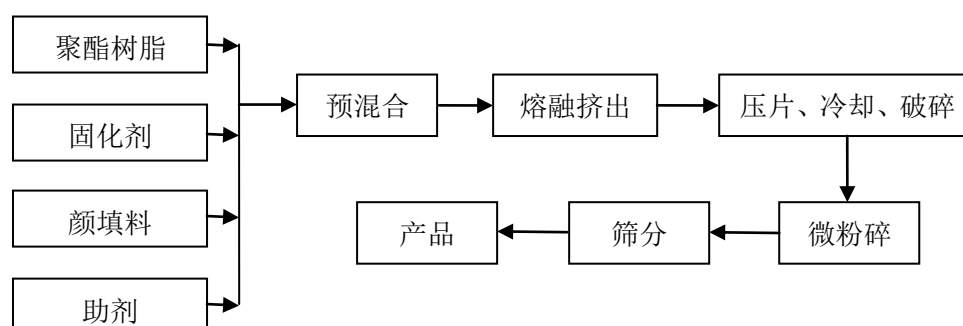 聚酯树脂
固化剂
颜填料
助剂
预混合
熔融挤出
压片、冷却、破碎
微粉碎
筛分
产品